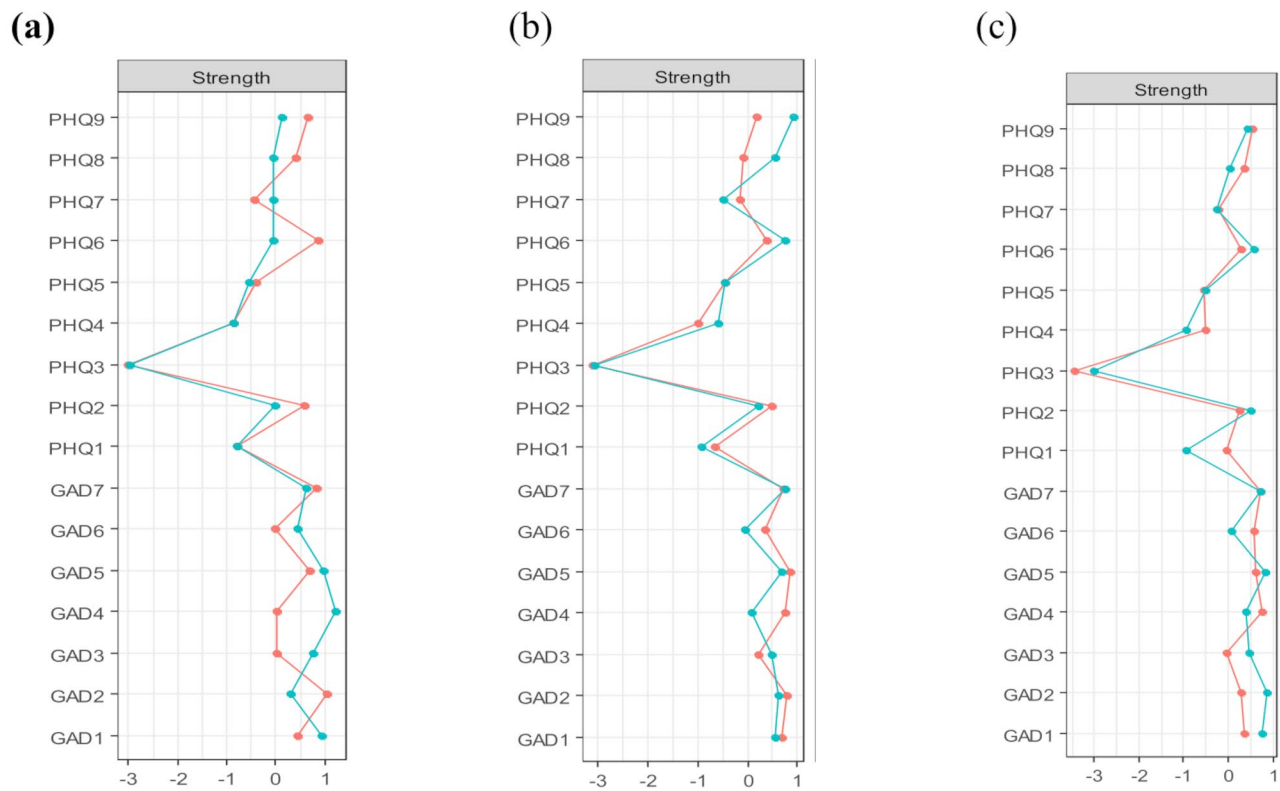 (a)
Strength
PHQ9
PHQ8
PHQ7
PHQ6
PHQ5
PHQ4
PHQ3
PHQ2
PHQ1
GAD7
GAD6
GAD5
GAD4
GAD3
GAD2
GAD1
-3 -2 -1 0 1
(b)
Strength
PHQ9
PHQ8
PHQ7
PHQ6
PHQ5
PHQ4
PHQ3
PHQ2
PHQ1
GAD7
GAD6
GAD5
GAD4
GAD3
GAD2
GAD1
-3 -2 -1 0 1
(c)
Strength
PHQ9
PHQ8
PHQ7
PHQ6
PHQ5
PHQ4
PHQ3
PHQ2
PHQ1
GAD7
GAD6
GAD5
GAD4
GAD3
GAD2
GAD1
-3 -2 -1 0 1